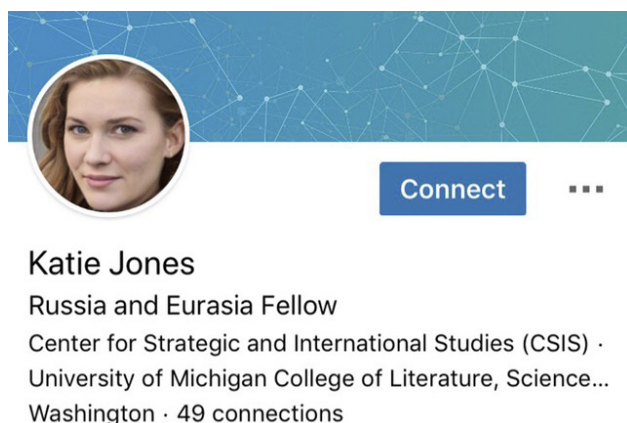 Connect
Katie Jones
Russia and Eurasia Fellow
Center for Strategic and International Studies (CSIS) ·
University of Michigan College of Literature, Science...
Washington · 49 connections